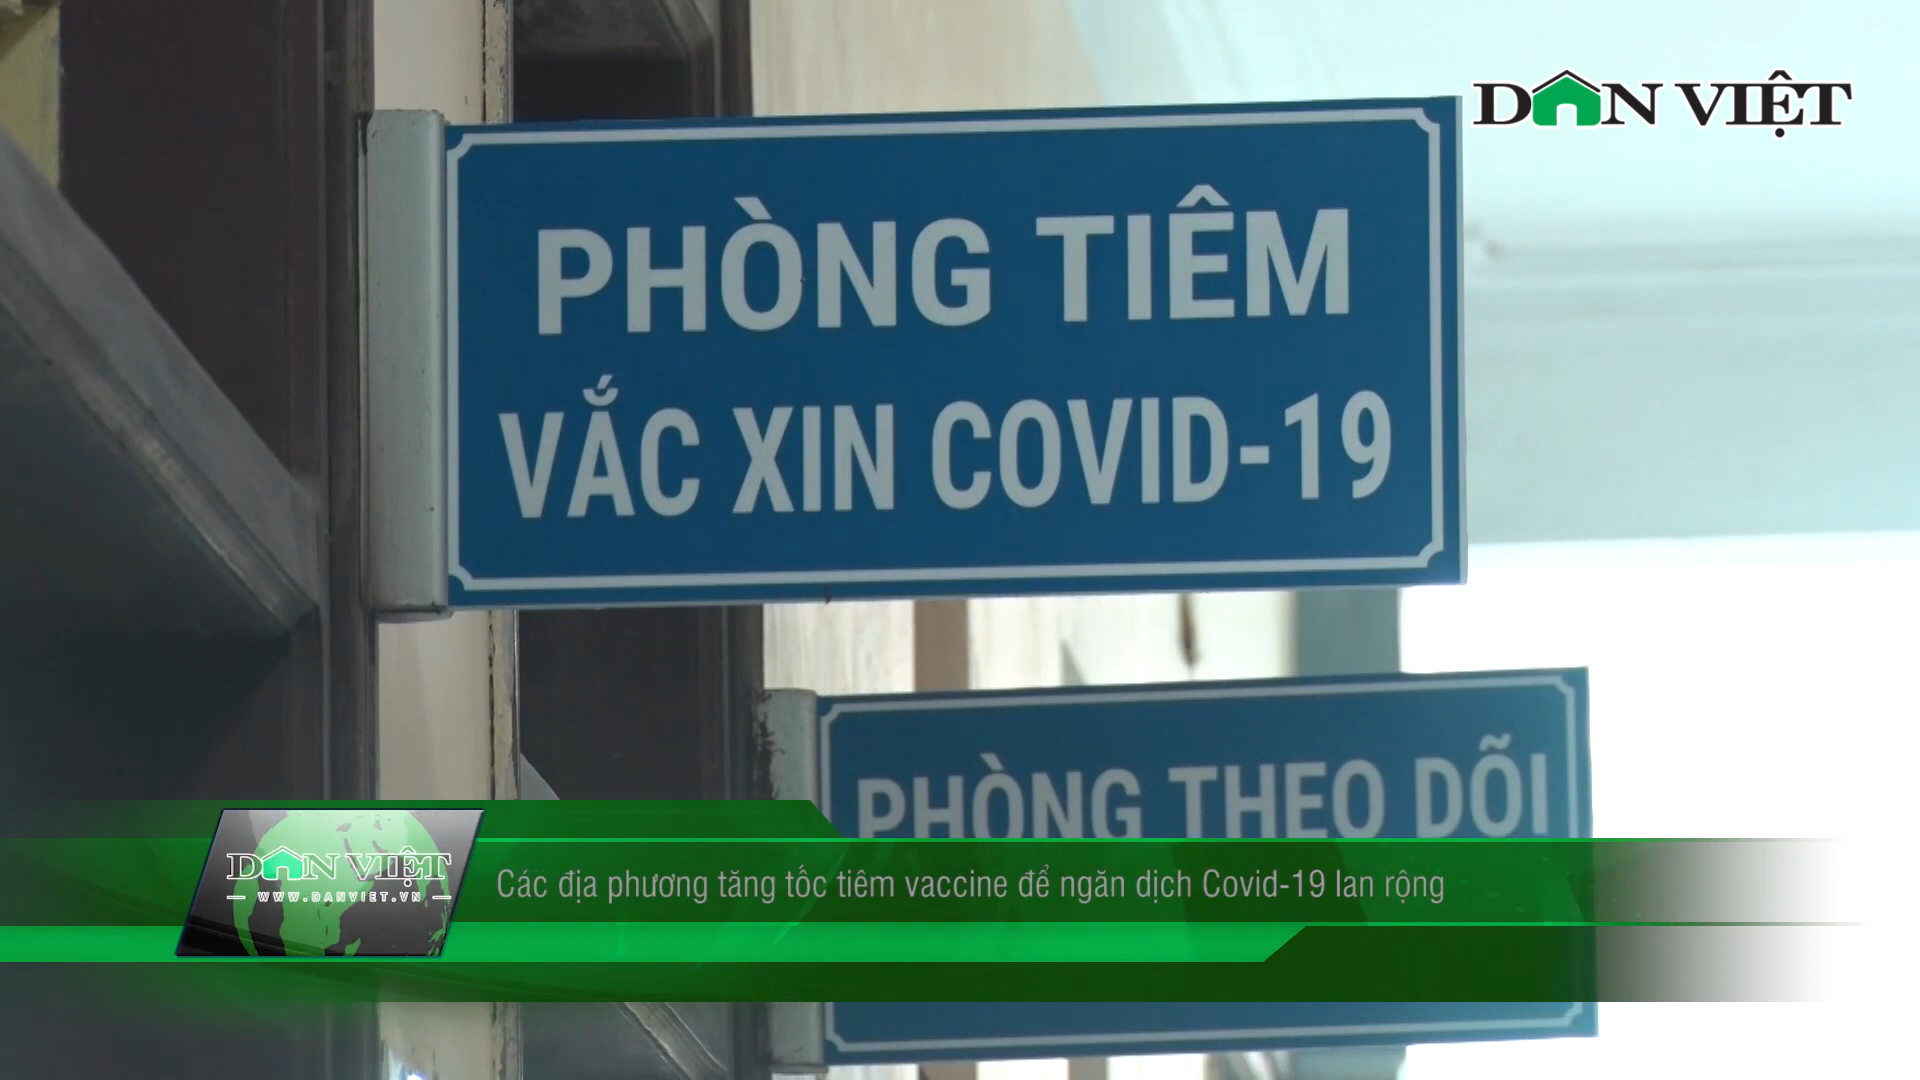 DÂN VIỆT
PHÒNG TIÊM
VẮC XIN COVID-19
PHÒNG THEO DÕI
DÂN VIỆT
WWW.DANVIET.VN
Các địa phương tăng tốc tiêm vaccine để ngăn dịch Covid-19 lan rộng